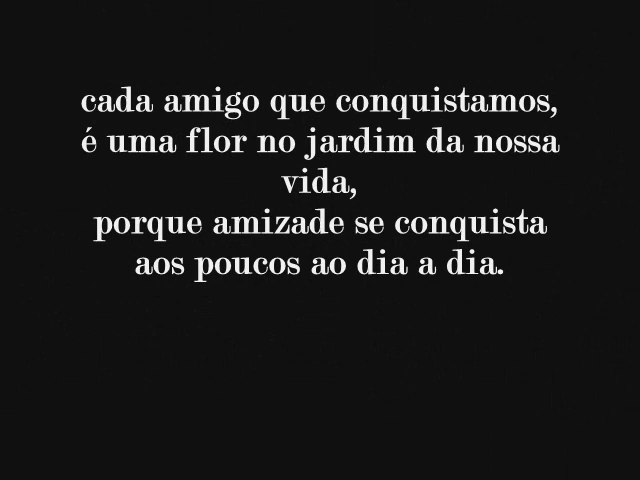 cada amigo que conquistamos,
é uma flor no jardim da nossa
vida,
porque amizade se conquista
aos poucos ao dia a dia.